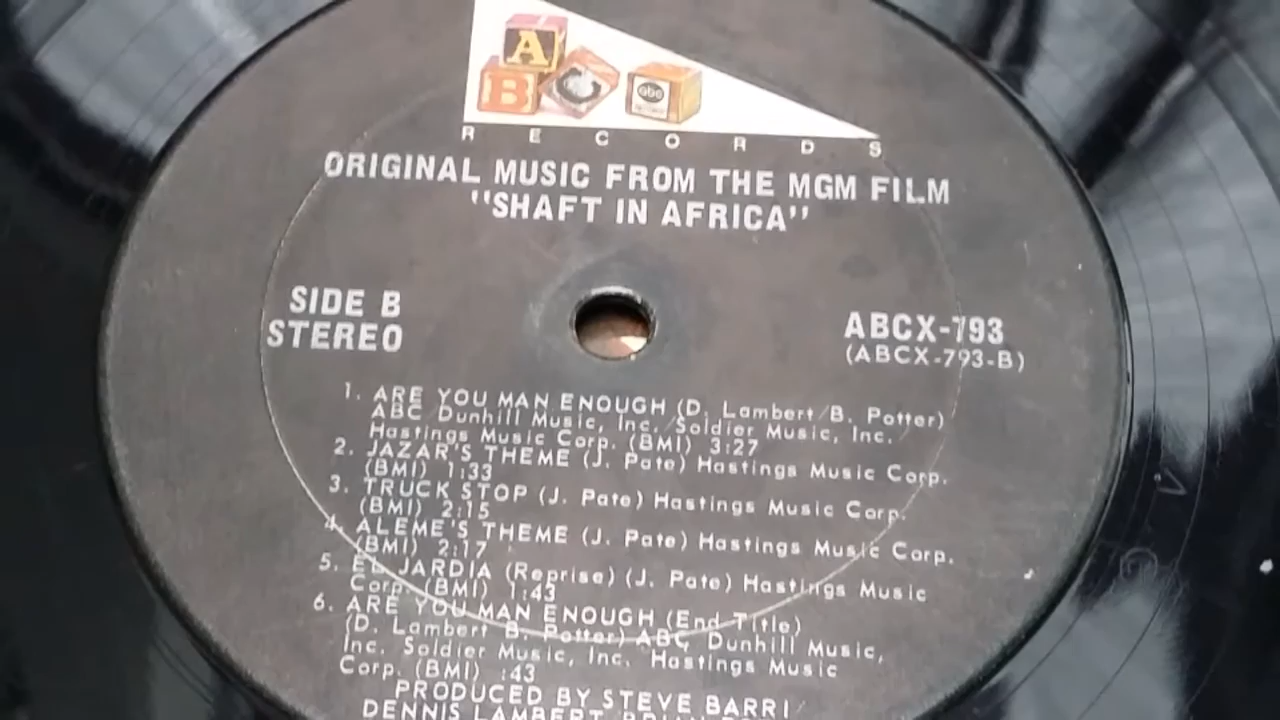 A
B C abc
RECORDS
ORIGINAL MUSIC FROM THE MGM FILM
"SHAFT IN AFRICA"
SIDE B
STEREO
ABCX-793
(ABCX-793-B)
1. ARE YOU MAN ENOUGH (D. Lambert/B. Potter)
ABC Dunhill Music, Inc./Soldier Music, Inc.
Hastings Music Corp. (BMI) 3:27
2. JAZAR'S THEME (J. Pate) Hastings Music Corp.
(BMI) 1:33
3. TRUCK STOP (J. Pate) Hastings Music Corp.
(BMI) 2:15
4. ALEME'S THEME (J. Pate) Hastings Music Corp.
(BMI) 2:17
5. EL JARDIA (Reprise) (J. Pate) Hastings Music
Corp. (BMI) 1:43
6. ARE YOU MAN ENOUGH (End Title)
(D. Lambert B. Potter) ABC Dunhill Music,
Inc. Soldier Music, Inc. Hastings Music
Corp. (BMI) :43
PRODUCED BY STEVE BARRI/
DENNIS LAMBERT